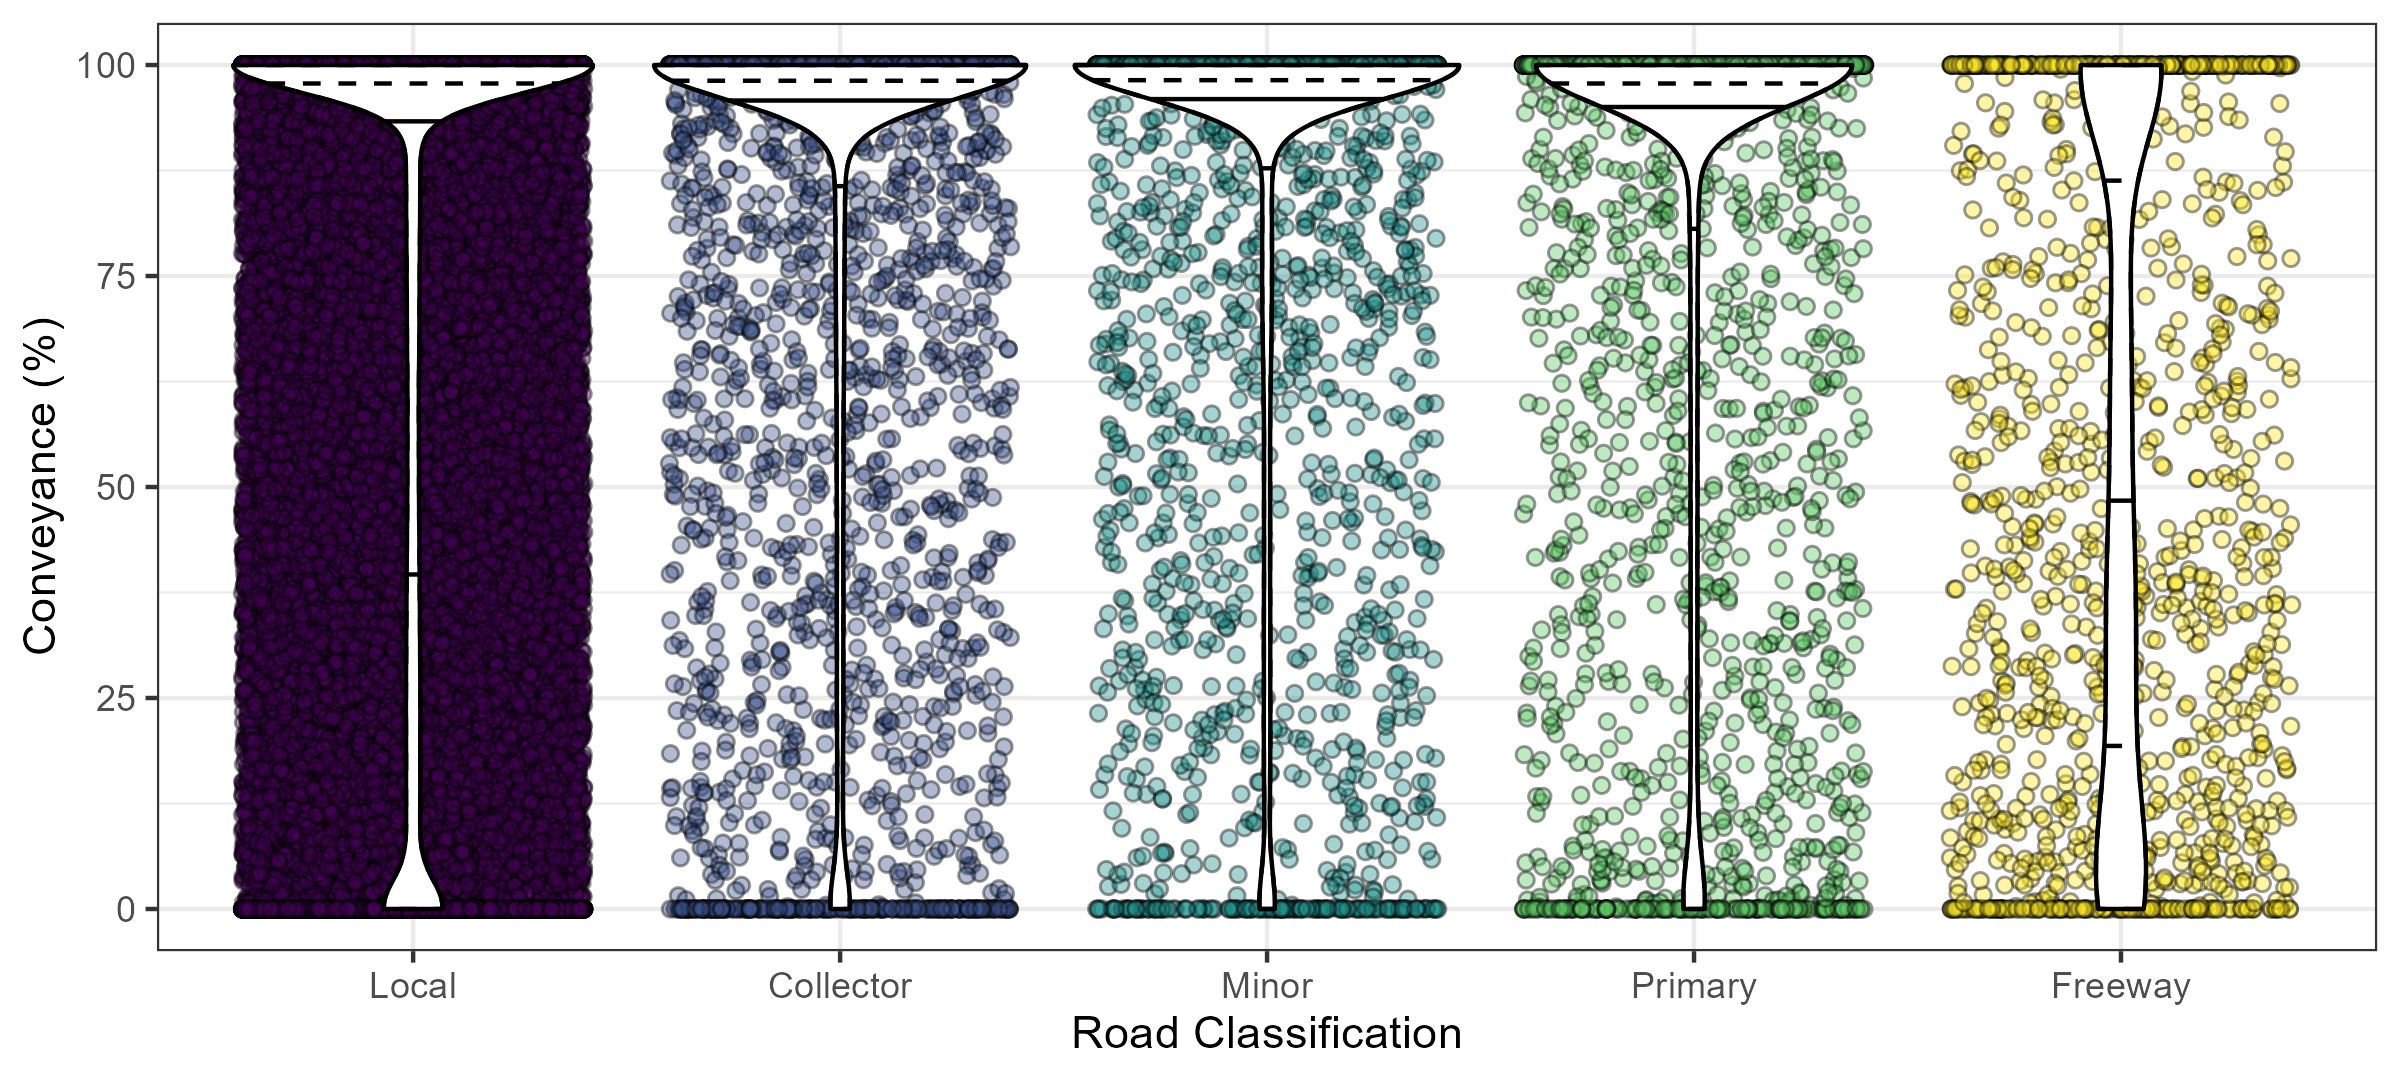 Conveyance (%)
100
75
50
25
0
Local
Collector
Minor
Primary
Freeway
Road Classification